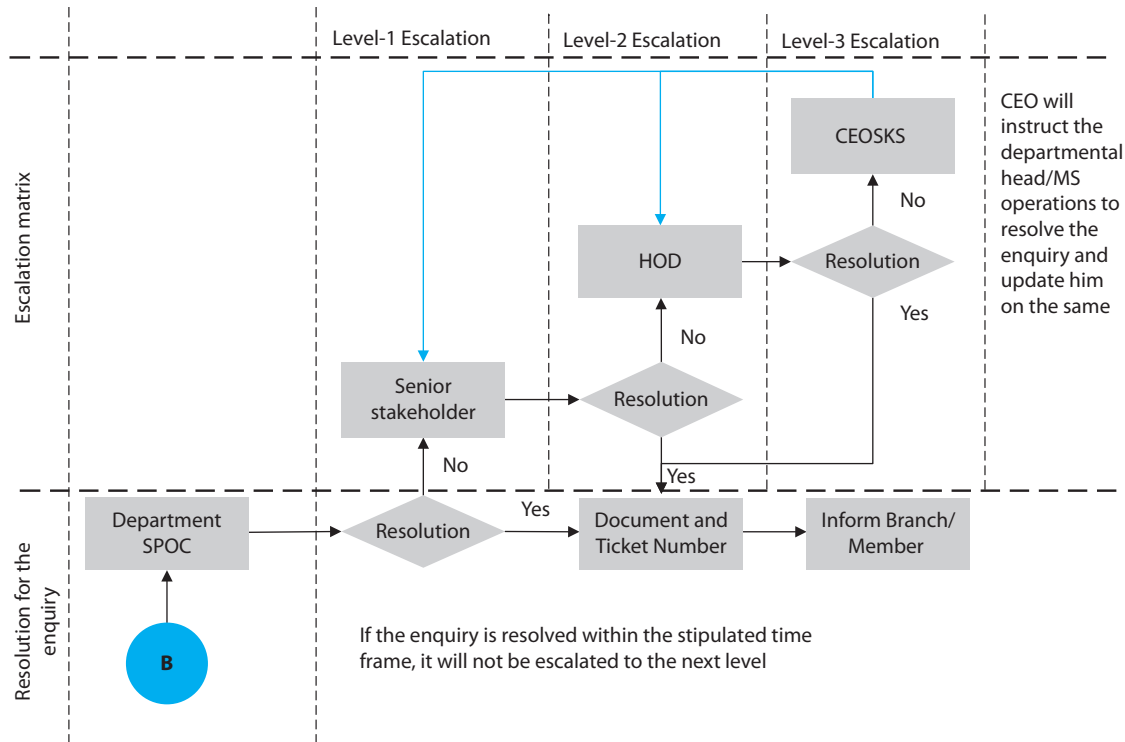 Level-1 Escalation
Level-2 Escalation
Level-3 Escalation
Escalation matrix
CEOSKS
CEO will
instruct the
departmental
head/MS
operations to
resolve the
enquiry and
update him
on the same
No
HOD
Resolution
Yes
No
Senior
stakeholder
Resolution
No
Yes
Resolution for the
enquiry
Department
SPOC
Resolution
Yes
Document and
Ticket Number
Inform Branch/
Member
B
If the enquiry is resolved within the stipulated time
frame, it will not be escalated to the next level